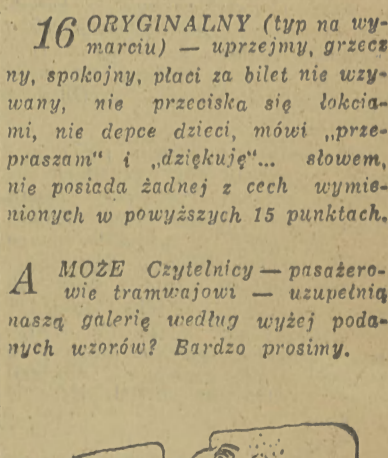 16 ORYGINALNY (typ na wy-
marciu) — uprzejmy, grzecz
ny, spokojny, płaci za bilet nie wzy-
wany, nie przeciska się łokcia-
mi, nie depce dzieci, mówi „prze-
praszam" i „dziękuję"... słowem,
nie posiada żadnej z cech wymie-
nionych w powyższych 15 punktach.
A MOŻE Czytelnicy — pasażero-
wie tramwajowi — uzupełnią
naszą galerię według wyżej poda-
nych wzorów? Bardzo prosimy.